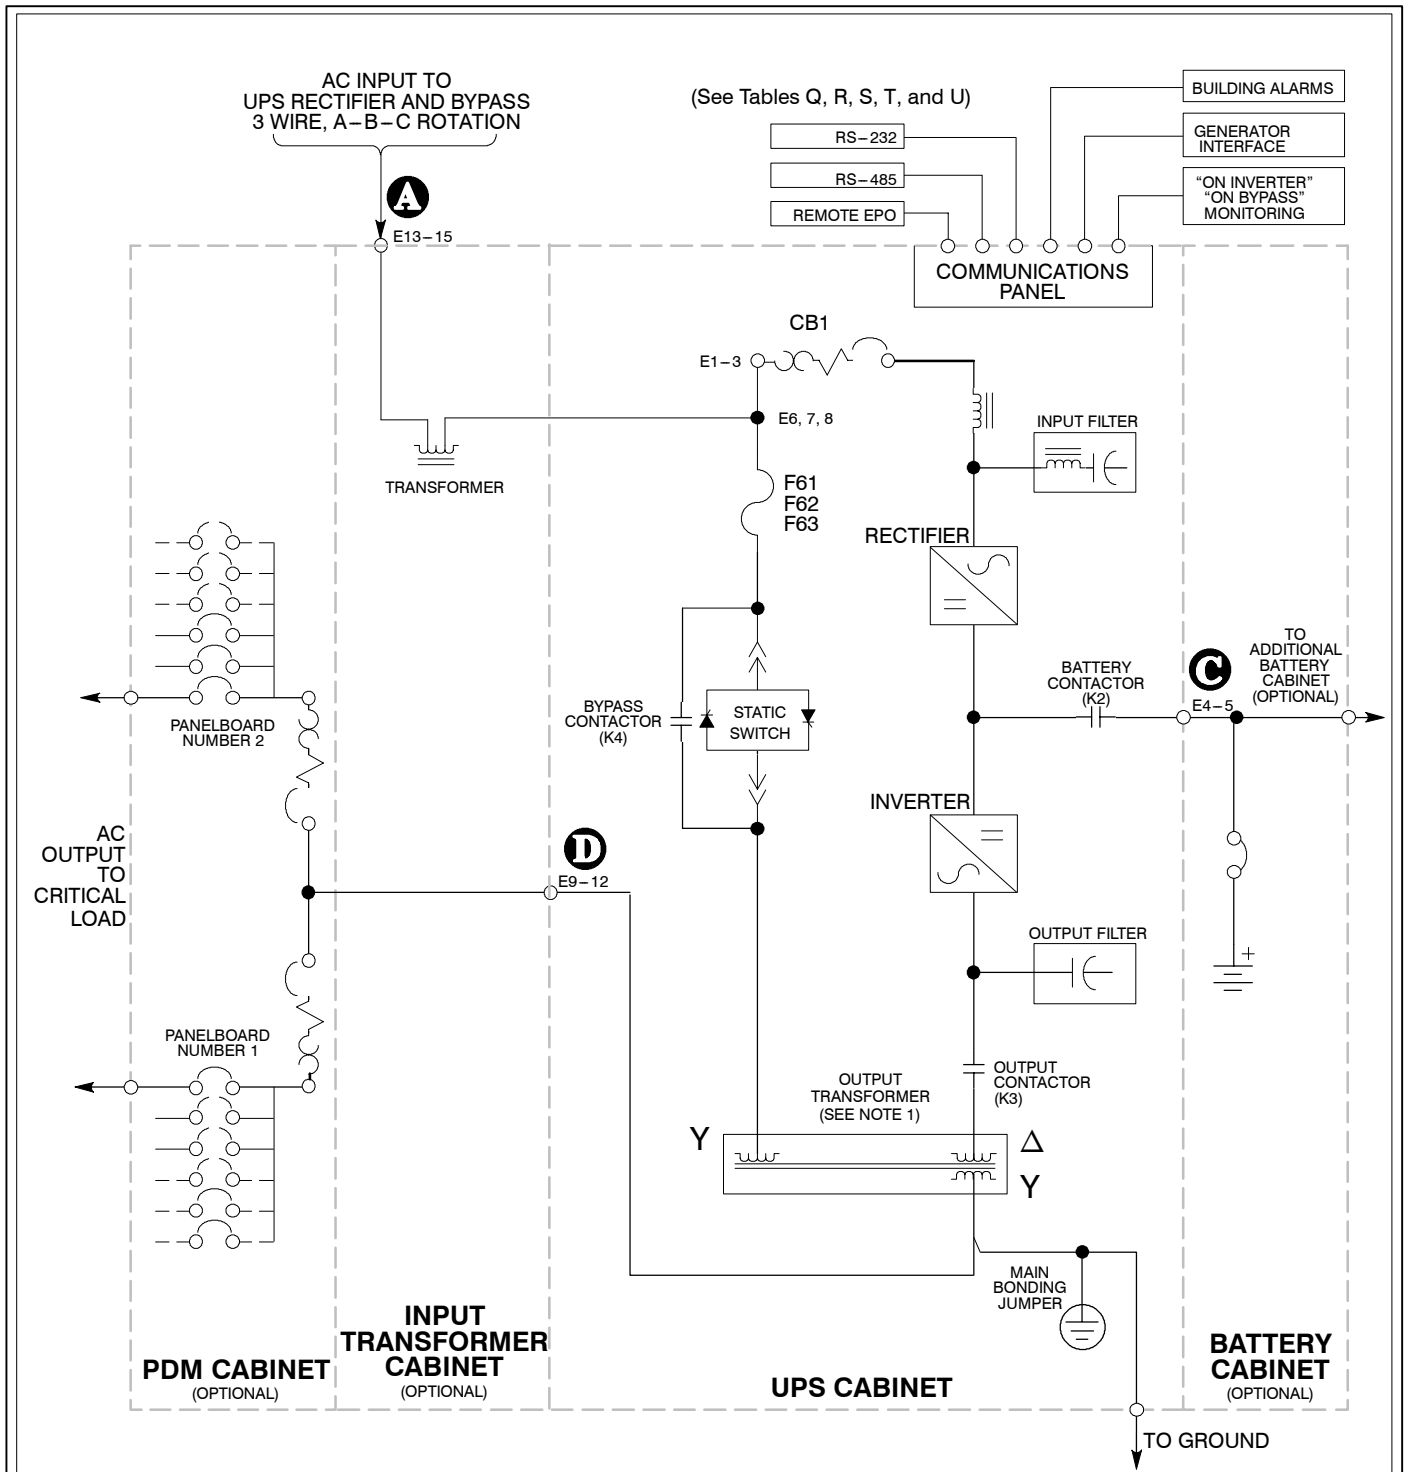 AC INPUT TO
UPS RECTIFIER AND BYPASS
3 WIRE, A–B–C ROTATION
A
E13–15
(See Tables Q, R, S, T, and U)
RS–232
RS–485
REMOTE EPO
BUILDING ALARMS
GENERATOR
INTERFACE
“ON INVERTER”
“ON BYPASS”
MONITORING
COMMUNICATIONS
PANEL
CB1
E1–3
E6, 7, 8
INPUT FILTER
TRANSFORMER
F61
F62
F63
RECTIFIER
BATTERY
CONTACTOR
(K2)
C
E4–5
TO
ADDITIONAL
BATTERY
CABINET
(OPTIONAL)
BYPASS
CONTACTOR
(K4)
STATIC
SWITCH
PANELBOARD
NUMBER 2
INVERTER
AC
OUTPUT
TO
CRITICAL
LOAD
D
E9–12
OUTPUT FILTER
+
PANELBOARD
NUMBER 1
OUTPUT
TRANSFORMER
(SEE NOTE 1)
OUTPUT
CONTACTOR
(K3)
Y
Δ
Y
MAIN
BONDING
JUMPER
PDM CABINET
(OPTIONAL)
INPUT
TRANSFORMER
CABINET
(OPTIONAL)
UPS CABINET
BATTERY
CABINET
(OPTIONAL)
TO GROUND